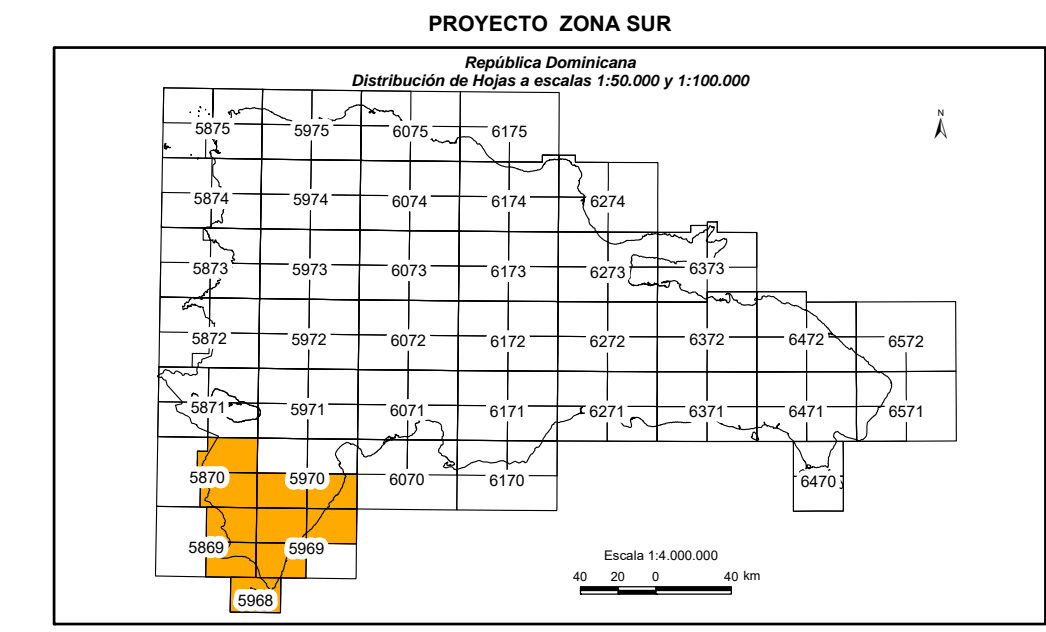 PROYECTO ZONA SUR
República Dominicana
Distribución de Hojas a escalas 1:50.000 y 1:100.000
N
5875 5975 6075 6175
5874 5974 6074 6174 6274
5873 5973 6073 6173 6273 6373
5872 5972 6072 6172 6272 6372 6472 6572
5871 5971 6071 6171 6271 6371 6471 6571
5870 5970 6070 6170 6470
5869 5969
5968
Escala 1:4.000.000
40 20 0 40 km